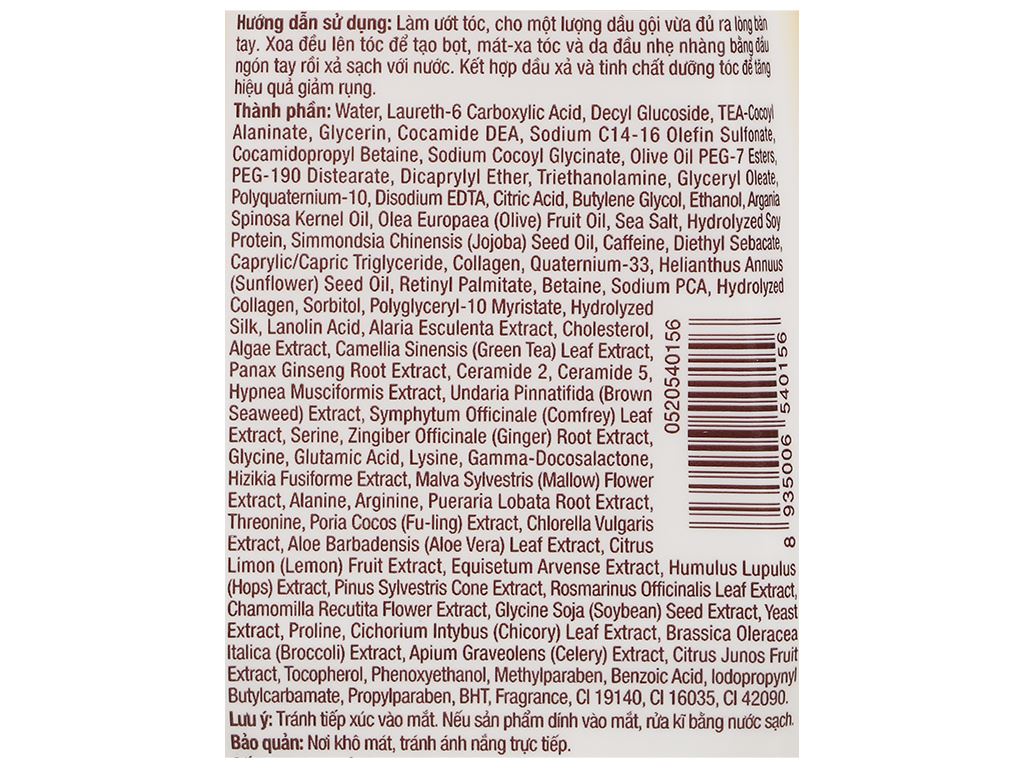 Hướng dẫn sử dụng: Làm ướt tóc, cho một lượng dầu gội vừa đủ ra lòng bàn
tay. Xoa đều lên tóc để tạo bọt, mát-xa tóc và da đầu nhẹ nhàng bằng đầu
ngón tay rồi xả sạch với nước. Kết hợp dầu xả và tinh chất dưỡng tóc để tăng
hiệu quả giảm rụng.
Thành phần: Water, Laureth-6 Carboxylic Acid, Decyl Glucoside, TEA-Cocoyl
Alaninate, Glycerin, Cocamide DEA, Sodium C14-16 Olefin Sulfonate,
Cocamidopropyl Betaine, Sodium Cocoyl Glycinate, Olive Oil PEG-7 Esters,
PEG-190 Distearate, Dicaprylyl Ether, Triethanolamine, Glyceryl Oleate,
Polyquaternium-10, Disodium EDTA, Citric Acid, Butylene Glycol, Ethanol, Argania
Spinosa Kernel Oil, Olea Europaea (Olive) Fruit Oil, Sea Salt, Hydrolyzed Soy
Protein, Simmondsia Chinensis (Jojoba) Seed Oil, Caffeine, Diethyl Sebacate,
Caprylic/Capric Triglyceride, Collagen, Quaternium-33, Helianthus Annuus
(Sunflower) Seed Oil, Retinyl Palmitate, Betaine, Sodium PCA, Hydrolyzed
Collagen, Sorbitol, Polyglyceryl-10 Myristate, Hydrolyzed
Silk, Lanolin Acid, Alaria Esculenta Extract, Cholesterol,
Algae Extract, Camellia Sinensis (Green Tea) Leaf Extract,
Panax Ginseng Root Extract, Ceramide 2, Ceramide 5,
Hypnea Musciformis Extract, Undaria Pinnatifida (Brown
Seaweed) Extract, Symphytum Officinale (Comfrey) Leaf
Extract, Serine, Zingiber Officinale (Ginger) Root Extract,
Glycine, Glutamic Acid, Lysine, Gamma-Docosalactone,
Hizikia Fusiforme Extract, Malva Sylvestris (Mallow) Flower
Extract, Alanine, Arginine, Pueraria Lobata Root Extract,
Threonine, Poria Cocos (Fu-ling) Extract, Chlorella Vulgaris
Extract, Aloe Barbadensis (Aloe Vera) Leaf Extract, Citrus
Limon (Lemon) Fruit Extract, Equisetum Arvense Extract, Humulus Lupulus
(Hops) Extract, Pinus Sylvestris Cone Extract, Rosmarinus Officinalis Leaf Extract,
Chamomilla Recutita Flower Extract, Glycine Soja (Soybean) Seed Extract, Yeast
Extract, Proline, Cichorium Intybus (Chicory) Leaf Extract, Brassica Oleracea
Italica (Broccoli) Extract, Apium Graveolens (Celery) Extract, Citrus Junos Fruit
Extract, Tocopherol, Phenoxyethanol, Methylparaben, Benzoic Acid, Iodopropynyl
Butylcarbamate, Propylparaben, BHT, Fragrance, CI 19140, CI 16035, CI 42090.
Lưu ý: Tránh tiếp xúc vào mắt. Nếu sản phẩm dính vào mắt, rửa kĩ bằng nước sạch.
Bảo quản: Nơi khô mát, tránh ánh nắng trực tiếp.
0520540156
8 935006 540156